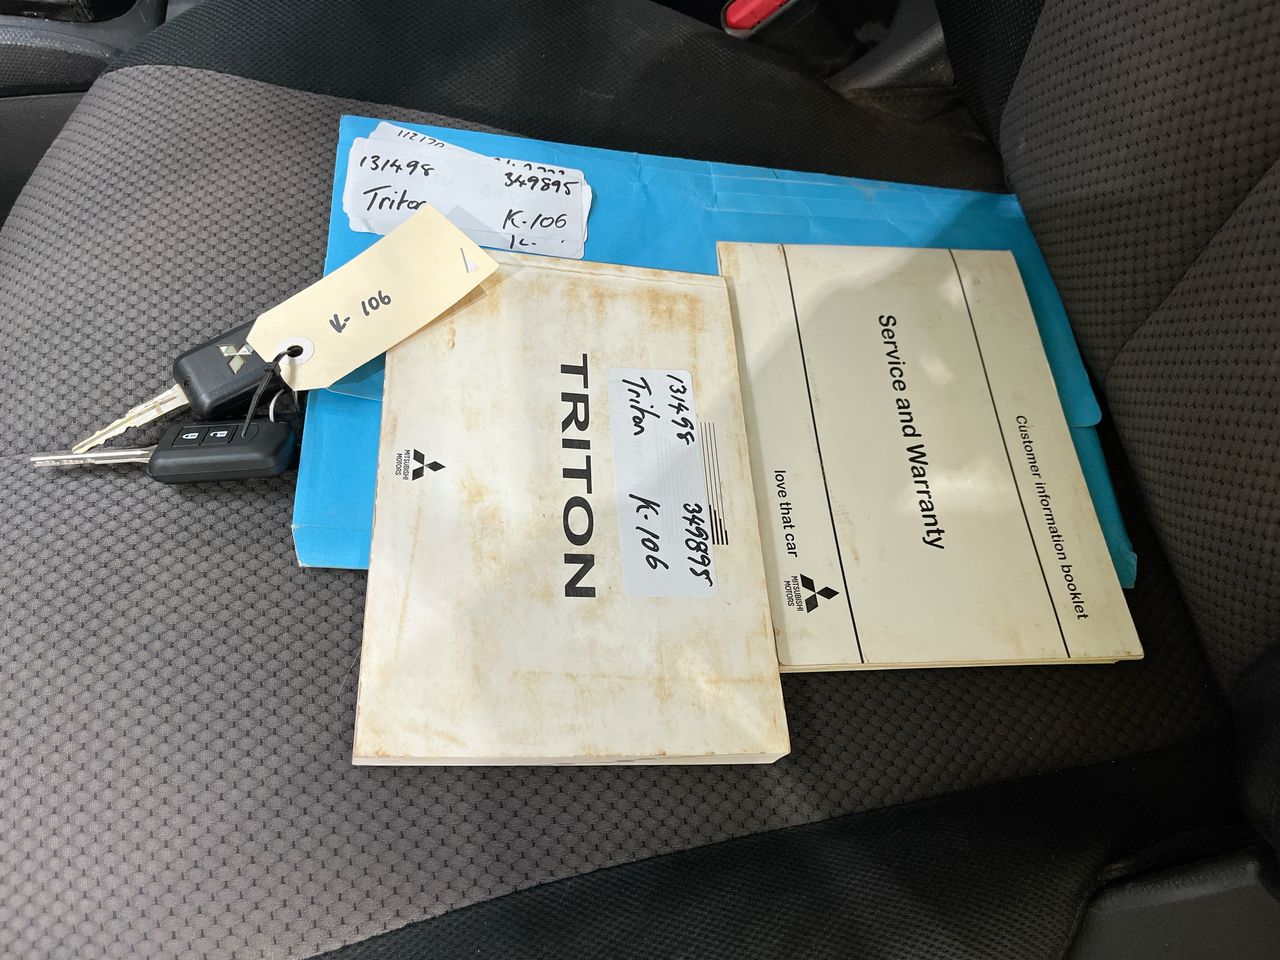 131498 349895
Triton K-106
K-106
TRITON
MITSUBISHI
MOTORS
131498 349895
Triton K-106
Service and Warranty
Customer information booklet
love that car
MITSUBISHI
MOTORS